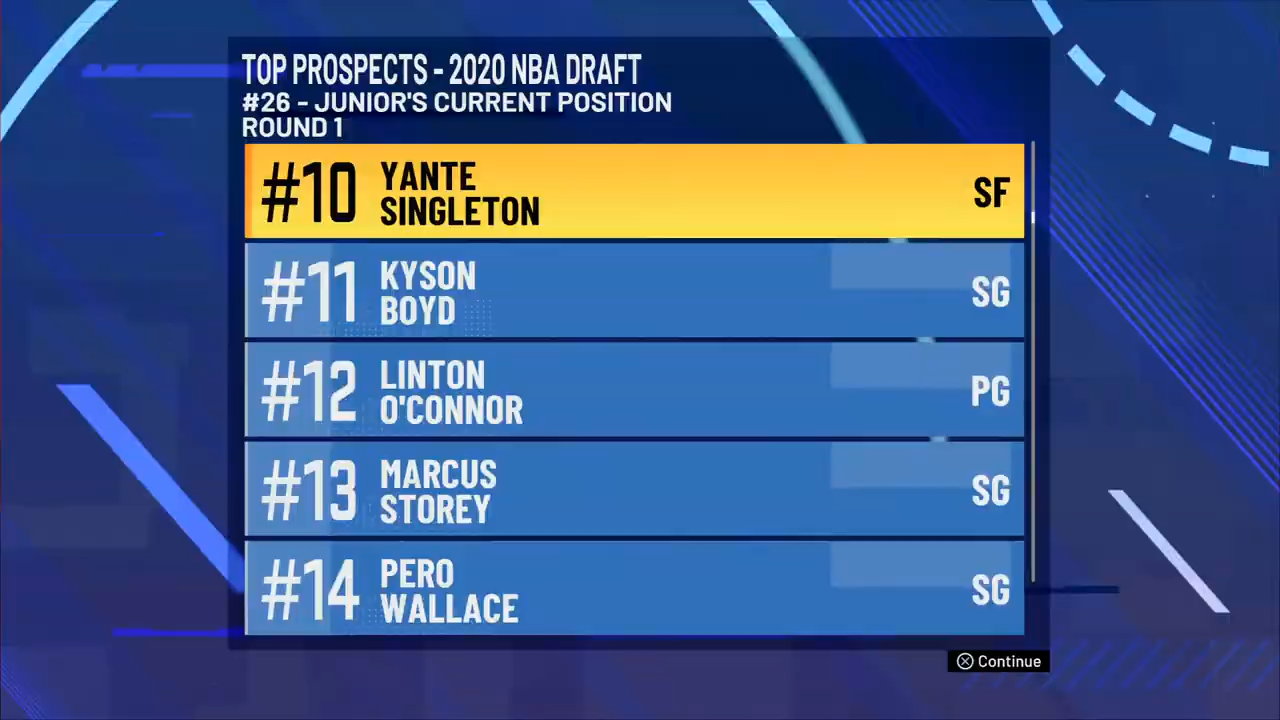 TOP PROSPECTS - 2020 NBA DRAFT
#26 - JUNIOR'S CURRENT POSITION
ROUND 1
#10 YANTE SINGLETON SF
#11 KYSON BOYD SG
#12 LINTON O'CONNOR PG
#13 MARCUS STOREY SG
#14 PERO WALLACE SG
Continue